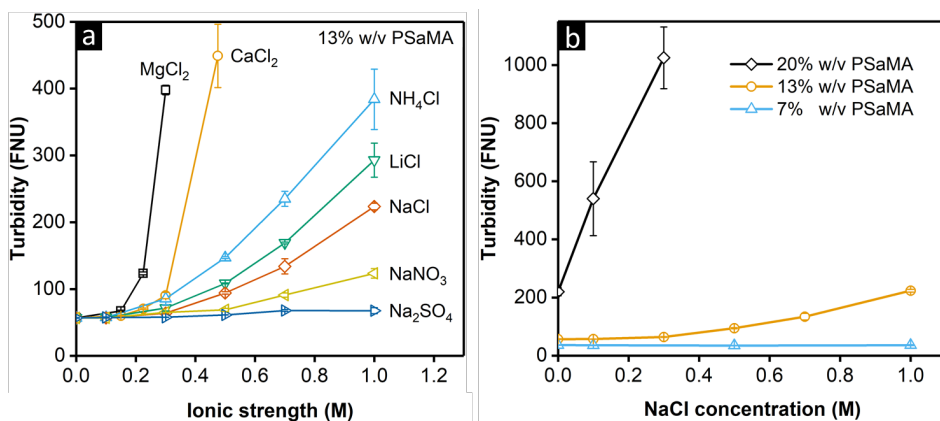 a
13% w/v PSaMA
MgCl2
CaCl2
NH4Cl
LiCl
NaCl
NaNO3
Na2SO4
Turbidity (FNU)
500
400
300
200
100
0
0.0 0.2 0.4 0.6 0.8 1.0 1.2
Ionic strength (M)
b
20% w/v PSaMA
13% w/v PSaMA
7% w/v PSaMA
Turbidity (FNU)
1000
800
600
400
200
0
0.0 0.2 0.4 0.6 0.8 1.0
NaCl concentration (M)